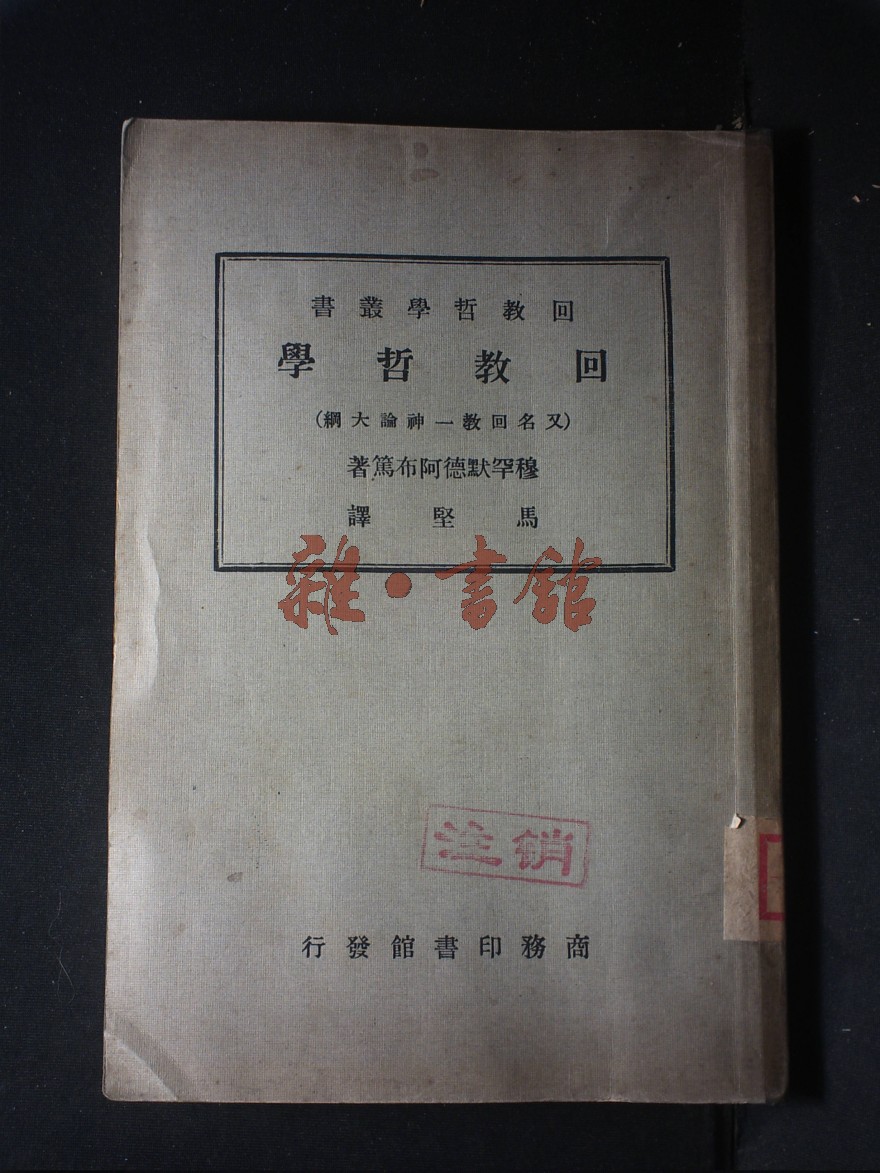 回教哲學叢書
回教哲學
(又名回教一神論大綱)
穆罕默德阿布篤著
馬堅譯
雜·書館
注销
商務印書館發行